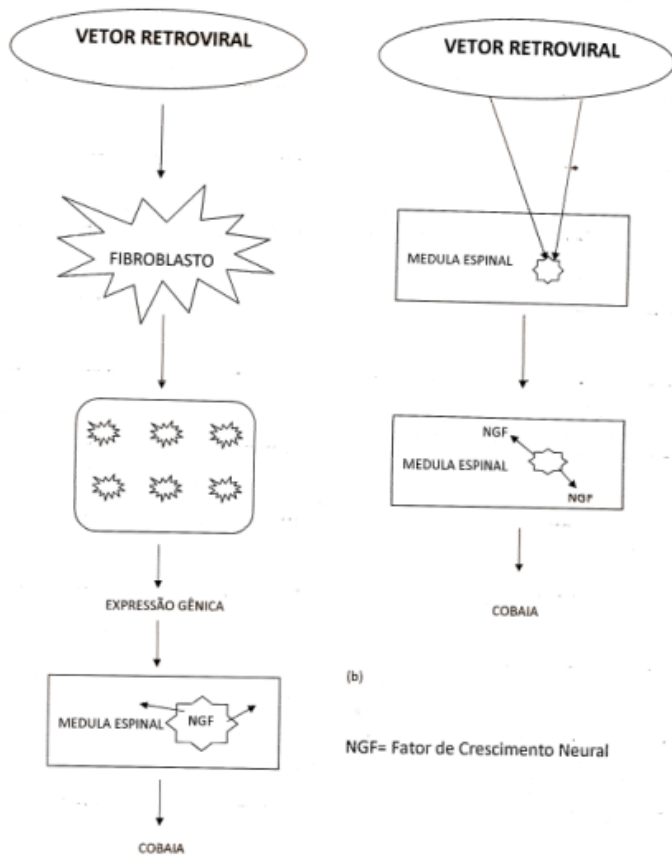 VETOR RETROVIRAL
FIBROBLASTO
EXPRESSÃO GÊNICA
MEDULA ESPINAL
NGF
COBAIA
VETOR RETROVIRAL
MEDULA ESPINAL
NGF
MEDULA ESPINAL
NGF
COBAIA
(b)
NGF= Fator de Crescimento Neural